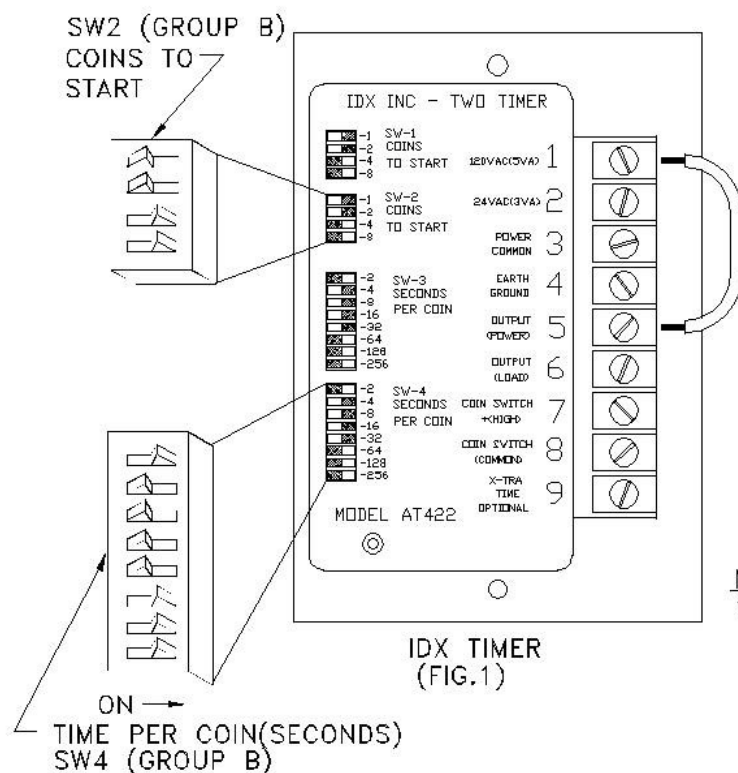 SW2 (GROUP B)
COINS TO
START
IDX INC - TWO TIMER
-1
-2
-4
-8
SW-1
COINS
TO START
-1
-2
-4
-8
SW-2
COINS
TO START
-2
-4
-8
-16
-32
-64
-128
-256
SW-3
SECONDS
PER COIN
-2
-4
-8
-16
-32
-64
-128
-256
SW-4
SECONDS
PER COIN
120VAC(5VA) 1
24VAC(3VA) 2
POWER
COMMON 3
EARTH
GROUND 4
OUTPUT
(POWER) 5
OUTPUT
(LOAD) 6
COIN SWITCH
+(HIGH) 7
COIN SWITCH
(COMMON) 8
X-TRA
TIME
OPTIONAL 9
MODEL AT422
IDX TIMER
(FIG.1)
ON
TIME PER COIN(SECONDS)
SW4 (GROUP B)